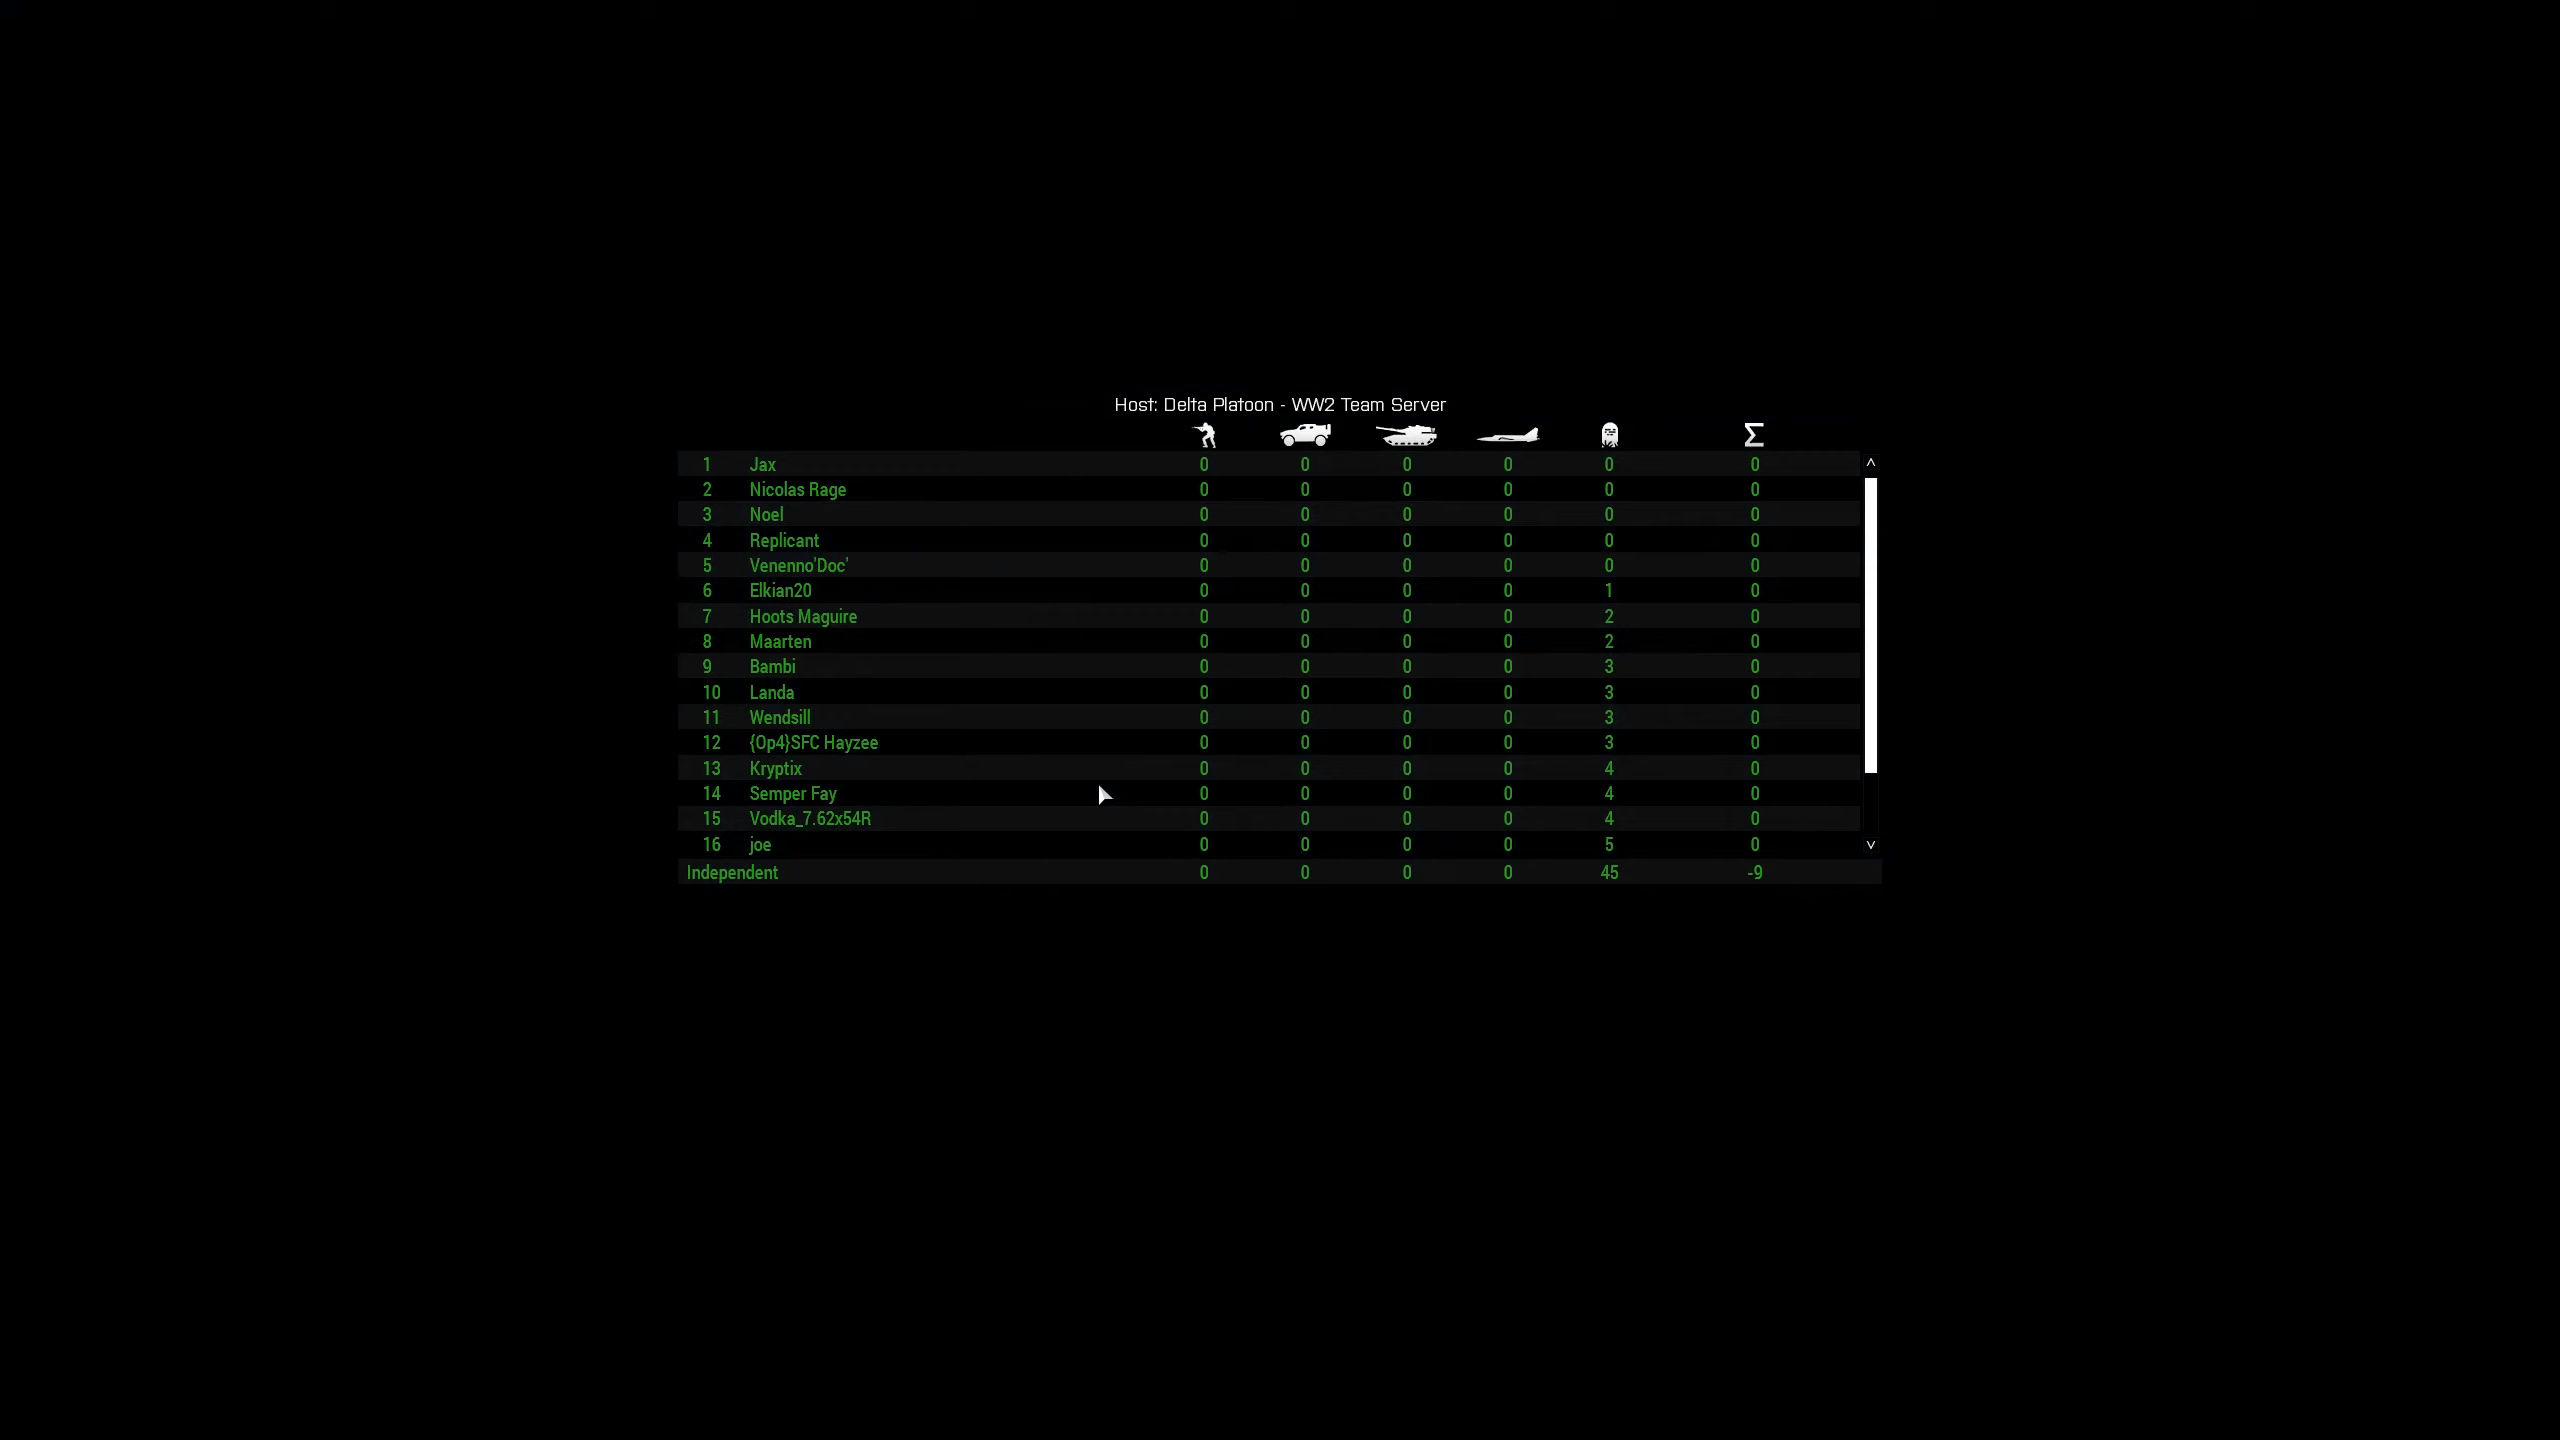 Host: Delta Platoon - WW2 Team Server
Σ
1 Jax 0 0 0 0 0 0
2 Nicolas Rage 0 0 0 0 0 0
3 Noel 0 0 0 0 0 0
4 Replicant 0 0 0 0 0 0
5 Venenno'Doc' 0 0 0 0 0 0
6 Elkian20 0 0 0 0 1 0
7 Hoots Maguire 0 0 0 0 2 0
8 Maarten 0 0 0 0 2 0
9 Bambi 0 0 0 0 3 0
10 Landa 0 0 0 0 3 0
11 Wendsill 0 0 0 0 3 0
12 {Op4}SFC Hayzee 0 0 0 0 3 0
13 Kryptix 0 0 0 0 4 0
14 Semper Fay 0 0 0 0 4 0
15 Vodka_7.62x54R 0 0 0 0 4 0
16 joe 0 0 0 0 5 0
Independent 0 0 0 0 45 -9